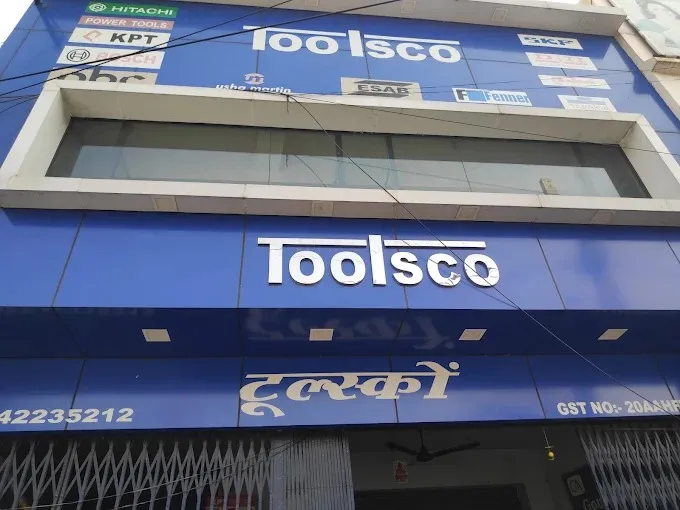 HITACHI
POWER TOOLS
KPT
BOSCH
Toolsco
usha martin
ESAB
Fenner
SKF
Toolsco
टूल्स्कों
42235212
GST NO:- 20AAHF